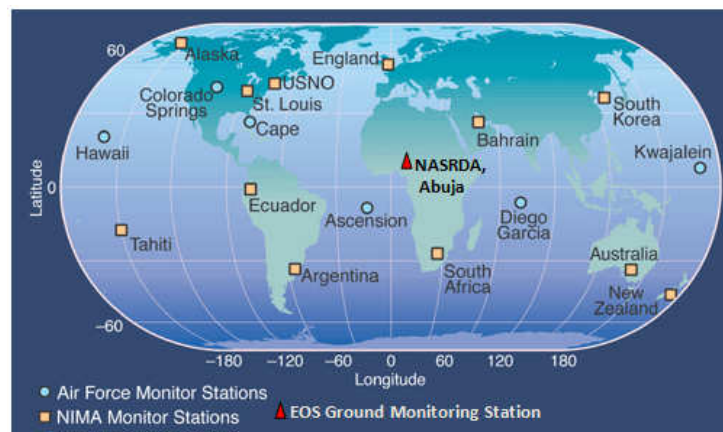 60
Alaska
England
Colorado
Springs
USNO
St. Louis
Cape
South
Korea
Hawaii
Bahrain
Kwajalein
NASRDA,
Abuja
Latitude
0
Ecuador
Ascension
Diego
Garcia
Tahiti
Australia
Argentina
South
Africa
New
Zealand
–60
–180 –120 –60 0 60 120 180
Longitude
Air Force Monitor Stations
NIMA Monitor Stations
EOS Ground Monitoring Station